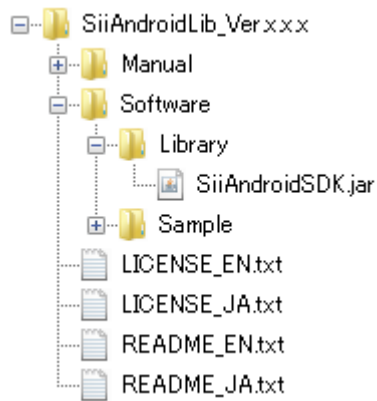 SiiAndroidLib_Ver.x.x.x
Manual
Software
Library
SiiAndroidSDK.jar
Sample
LICENSE_EN.txt
LICENSE_JA.txt
README_EN.txt
README_JA.txt